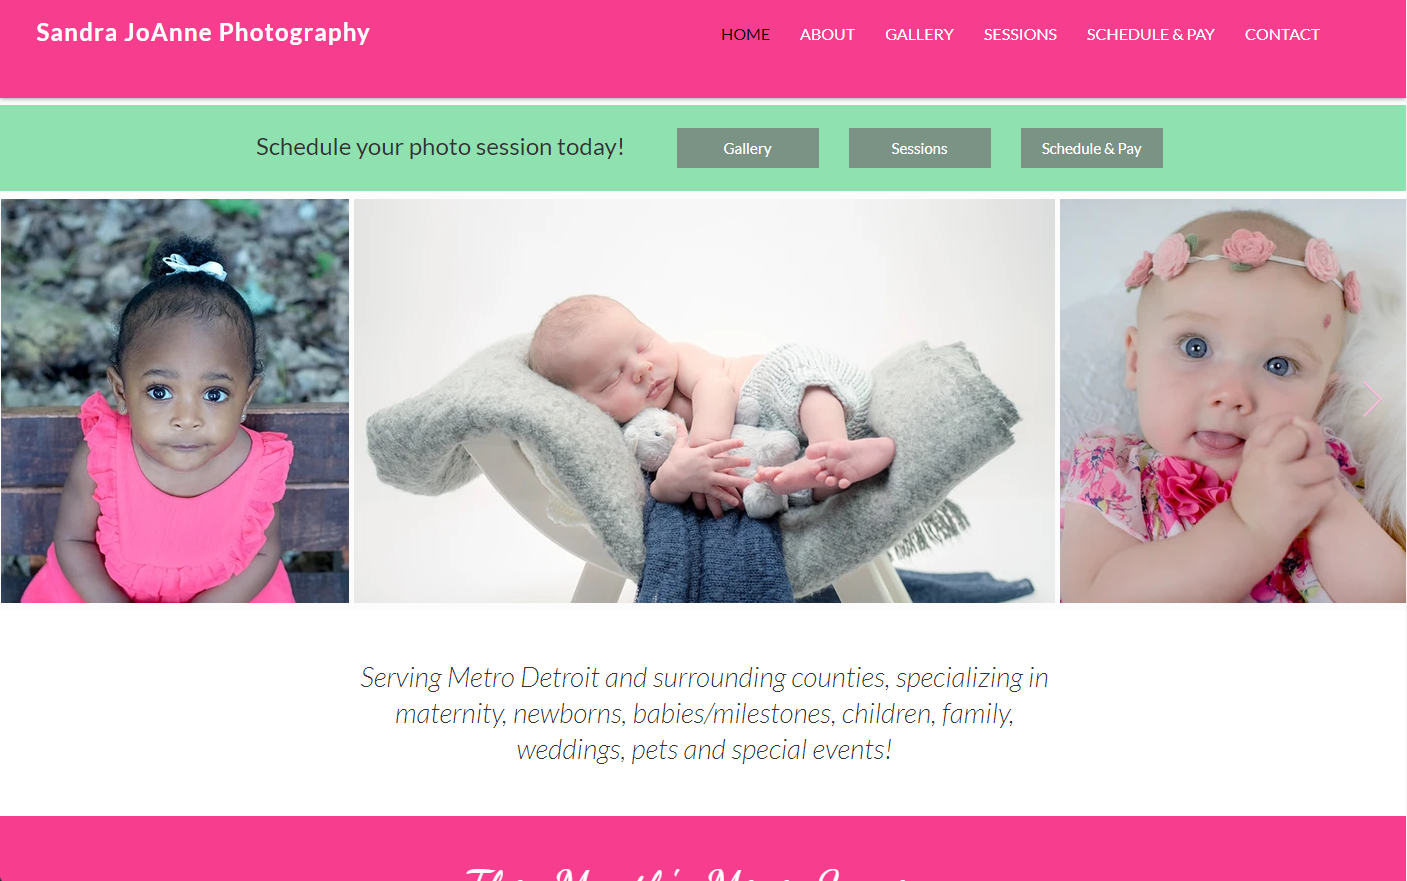 Sandra JoAnne Photography
HOME ABOUT GALLERY SESSIONS SCHEDULE & PAY CONTACT
Schedule your photo session today!
Gallery Sessions Schedule & Pay
Serving Metro Detroit and surrounding counties, specializing in
maternity, newborns, babies/milestones, children, family,
weddings, pets and special events!